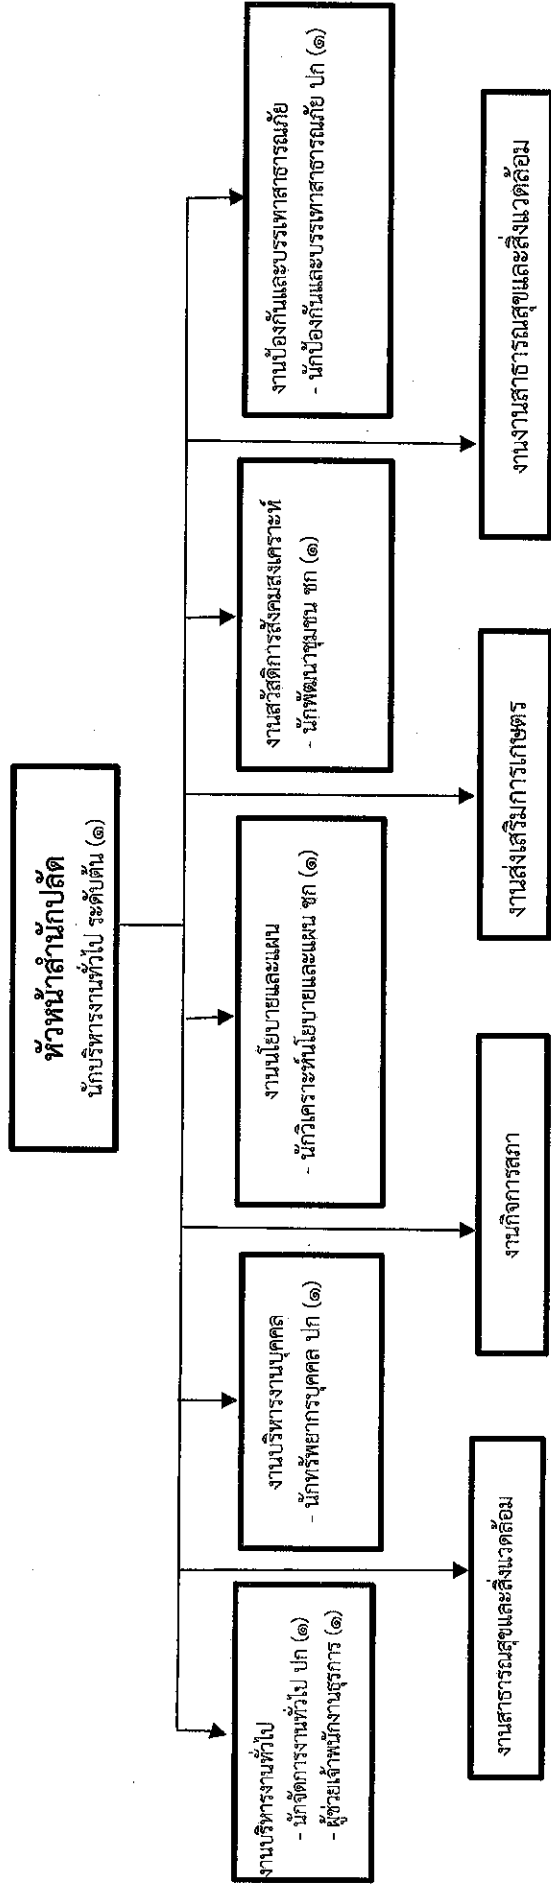 หัวหน้าสำนักปลัด
นักบริหารงานทั่วไป ระดับต้น (๑)
งานบริหารงานทั่วไป
- นักจัดการงานทั่วไป ปก (๑)
- ผู้ช่วยเจ้าพนักงานธุรการ (๑)
งานบริหารงานบุคคล
- นักทรัพยากรบุคคล ปก (๑)
งานนโยบายและแผน
- นักวิเคราะห์นโยบายและแผน ชก (๑)
งานสวัสดิการสังคมสงเคราะห์
- นักพัฒนาชุมชน ชก (๑)
งานป้องกันและบรรเทาสาธารณภัย
- นักป้องกันและบรรเทาสาธารณภัย ปก (๑)
งานสาธารณสุขและสิ่งแวดล้อม
งานกิจการสภา
งานส่งเสริมการเกษตร
งานงานสาธารณสุขและสิ่งแวดล้อม